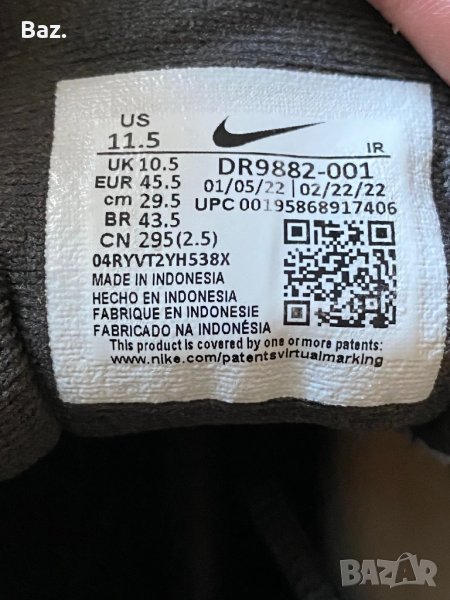 Baz.
US
11.5
IR
UK 10.5
EUR 45.5
cm 29.5
BR 43.5
CN 295(2.5)
DR9882-001
01/05/22 | 02/22/22
UPC 00195868917406
04RYVT2YH538X
MADE IN INDONESIA
HECHO EN INDONESIA
FABRIQUE EN INDONESIE
FABRICADO NA INDONÉSIA
This product is covered by one or more patents:
www.nike.com/patentsvirtualmarking
BAZAR